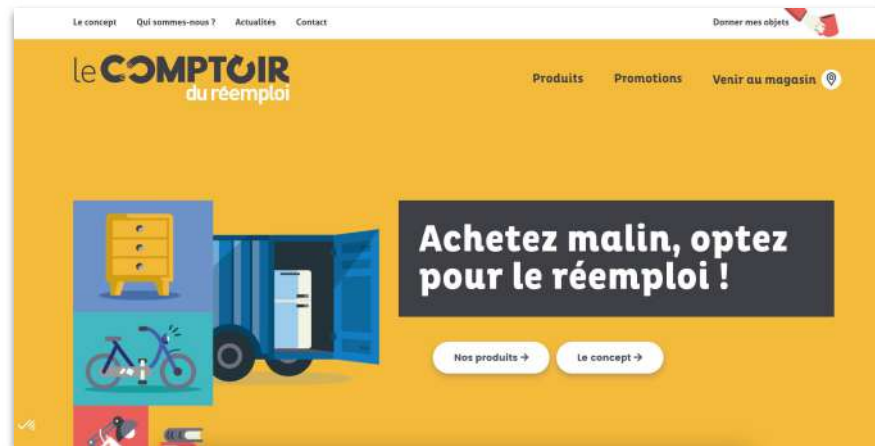 Le concept Qui sommes-nous ? Actualités Contact Donner mes objets
le COMPTOIR
du réemploi
Produits Promotions Venir au magasin
Achetez malin, optez
pour le réemploi !
Nos produits → Le concept →